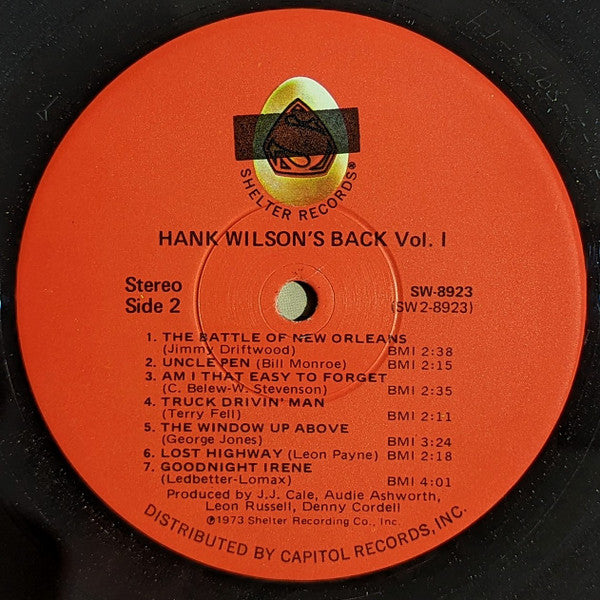 SHELTER RECORDS®
HANK WILSON'S BACK Vol. I
Stereo
Side 2
SW-8923
(SW2-8923)
1. THE BATTLE OF NEW ORLEANS
(Jimmy Driftwood) BMI 2:38
2. UNCLE PEN (Bill Monroe) BMI 2:15
3. AM I THAT EASY TO FORGET
(C. Belew-W. Stevenson) BMI 2:35
4. TRUCK DRIVIN' MAN
(Terry Fell) BMI 2:11
5. THE WINDOW UP ABOVE
(George Jones) BMI 3:24
6. LOST HIGHWAY (Leon Payne) BMI 2:18
7. GOODNIGHT IRENE
(Ledbetter-Lomax) BMI 4:01
Produced by J.J. Cale, Audie Ashworth,
Leon Russell, Denny Cordell
℗1973 Shelter Recording Co., Inc.
DISTRIBUTED BY CAPITOL RECORDS, INC.